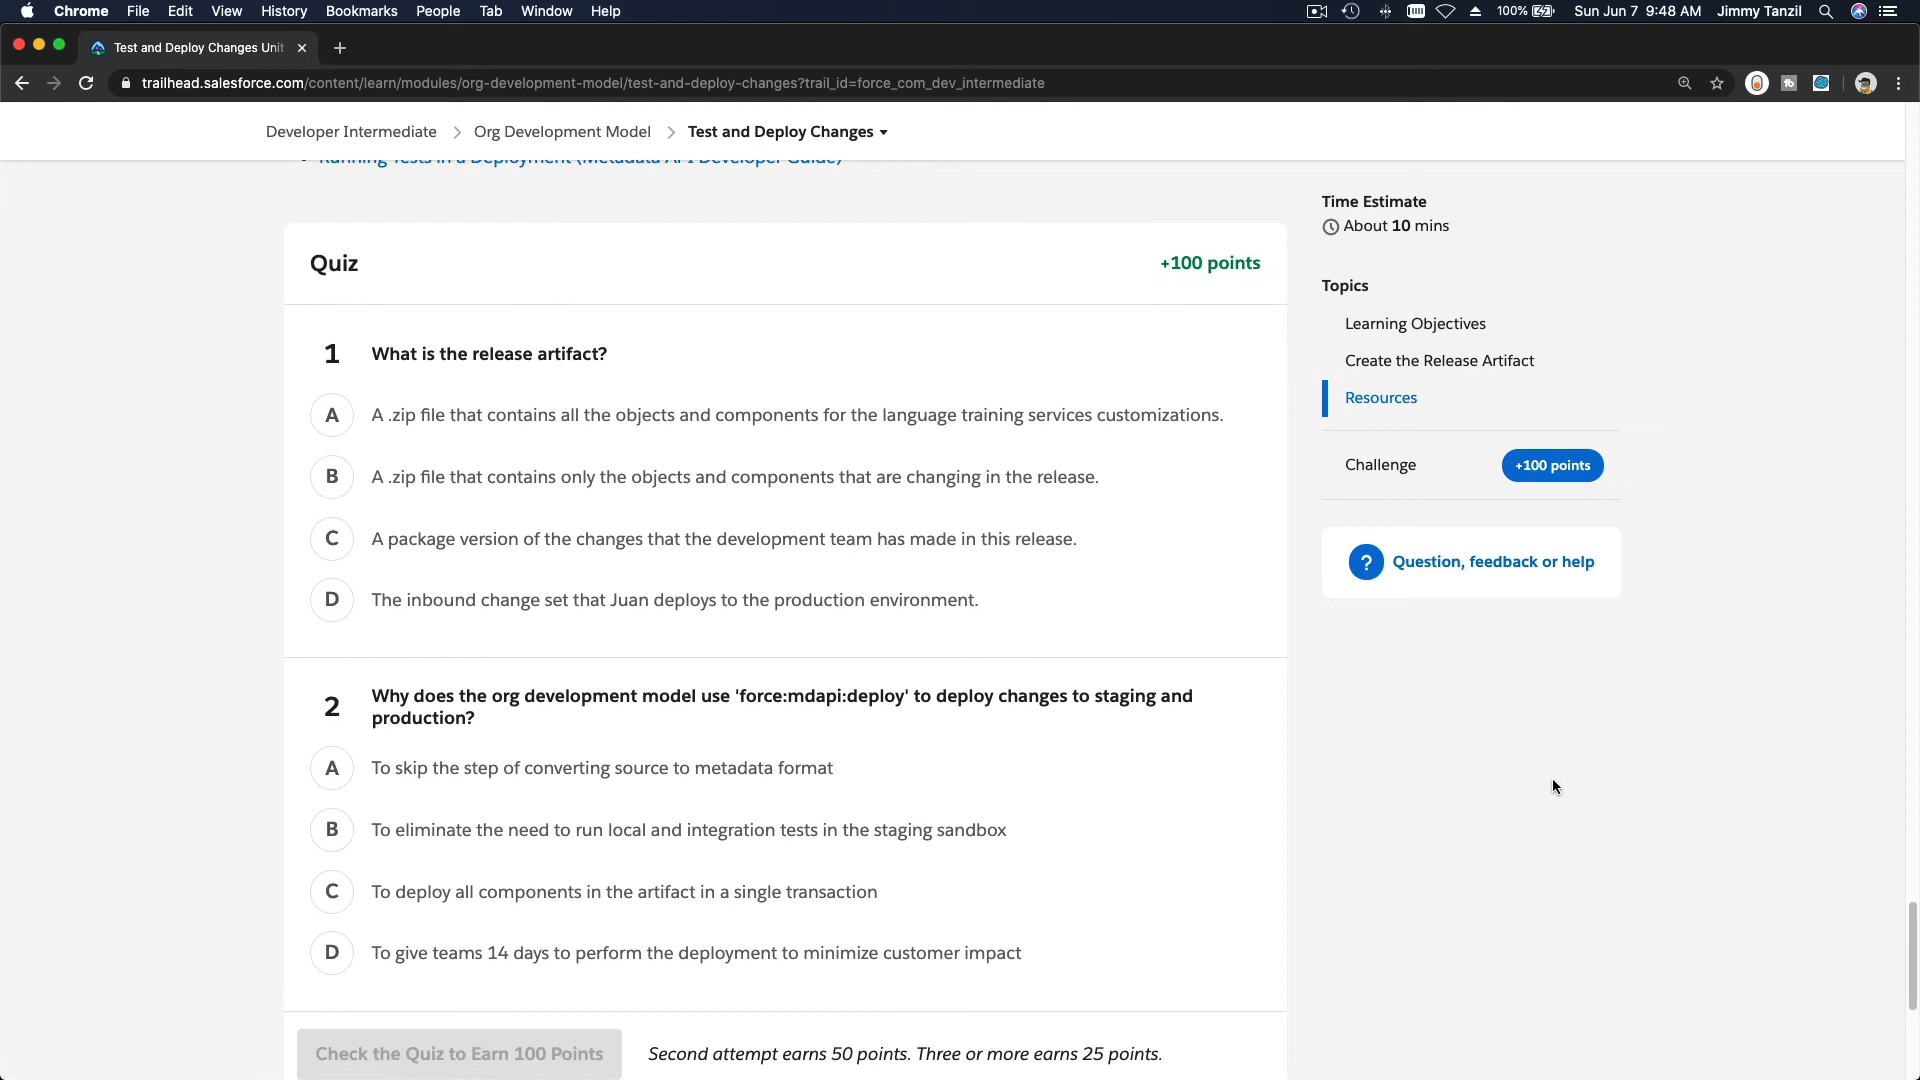 Chrome File Edit View History Bookmarks People Tab Window Help 100% Sun Jun 7 9:48 AM Jimmy Tanzil
Test and Deploy Changes Unit
trailhead.salesforce.com/content/learn/modules/org-development-model/test-and-deploy-changes?trail_id=force_com_dev_intermediate
Developer Intermediate > Org Development Model > Test and Deploy Changes
Running Tests in a Deployment (Metadata API Developer Guide)
Time Estimate
About 10 mins
Quiz +100 points
Topics
Learning Objectives
1 What is the release artifact?
Create the Release Artifact
Resources
A A .zip file that contains all the objects and components for the language training services customizations.
Challenge +100 points
B A .zip file that contains only the objects and components that are changing in the release.
C A package version of the changes that the development team has made in this release.
? Question, feedback or help
D The inbound change set that Juan deploys to the production environment.
2 Why does the org development model use 'force:mdapi:deploy' to deploy changes to staging and
production?
A To skip the step of converting source to metadata format
B To eliminate the need to run local and integration tests in the staging sandbox
C To deploy all components in the artifact in a single transaction
D To give teams 14 days to perform the deployment to minimize customer impact
Check the Quiz to Earn 100 Points Second attempt earns 50 points. Three or more earns 25 points.